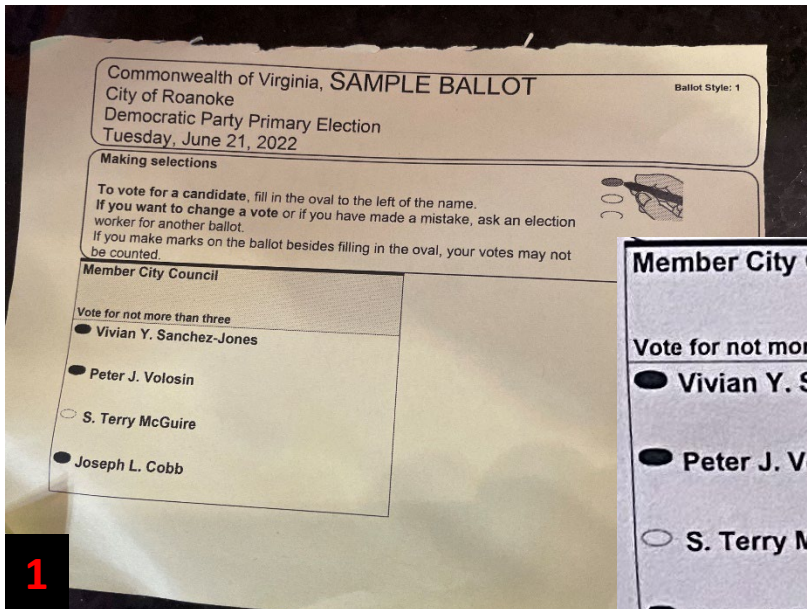 Commonwealth of Virginia, SAMPLE BALLOT
Ballot Style: 1
City of Roanoke
Democratic Party Primary Election
Tuesday, June 21, 2022
Making selections
To vote for a candidate, fill in the oval to the left of the name.
If you want to change a vote or if you have made a mistake, ask an election
worker for another ballot.
If you make marks on the ballot besides filling in the oval, your votes may not
be counted.
Member City Council
Vote for not more than three
Vivian Y. Sanchez-Jones
Peter J. Volosin
S. Terry McGuire
Joseph L. Cobb
Member City
Vote for not mor
Vivian Y. S
Peter J. V
S. Terry M
1